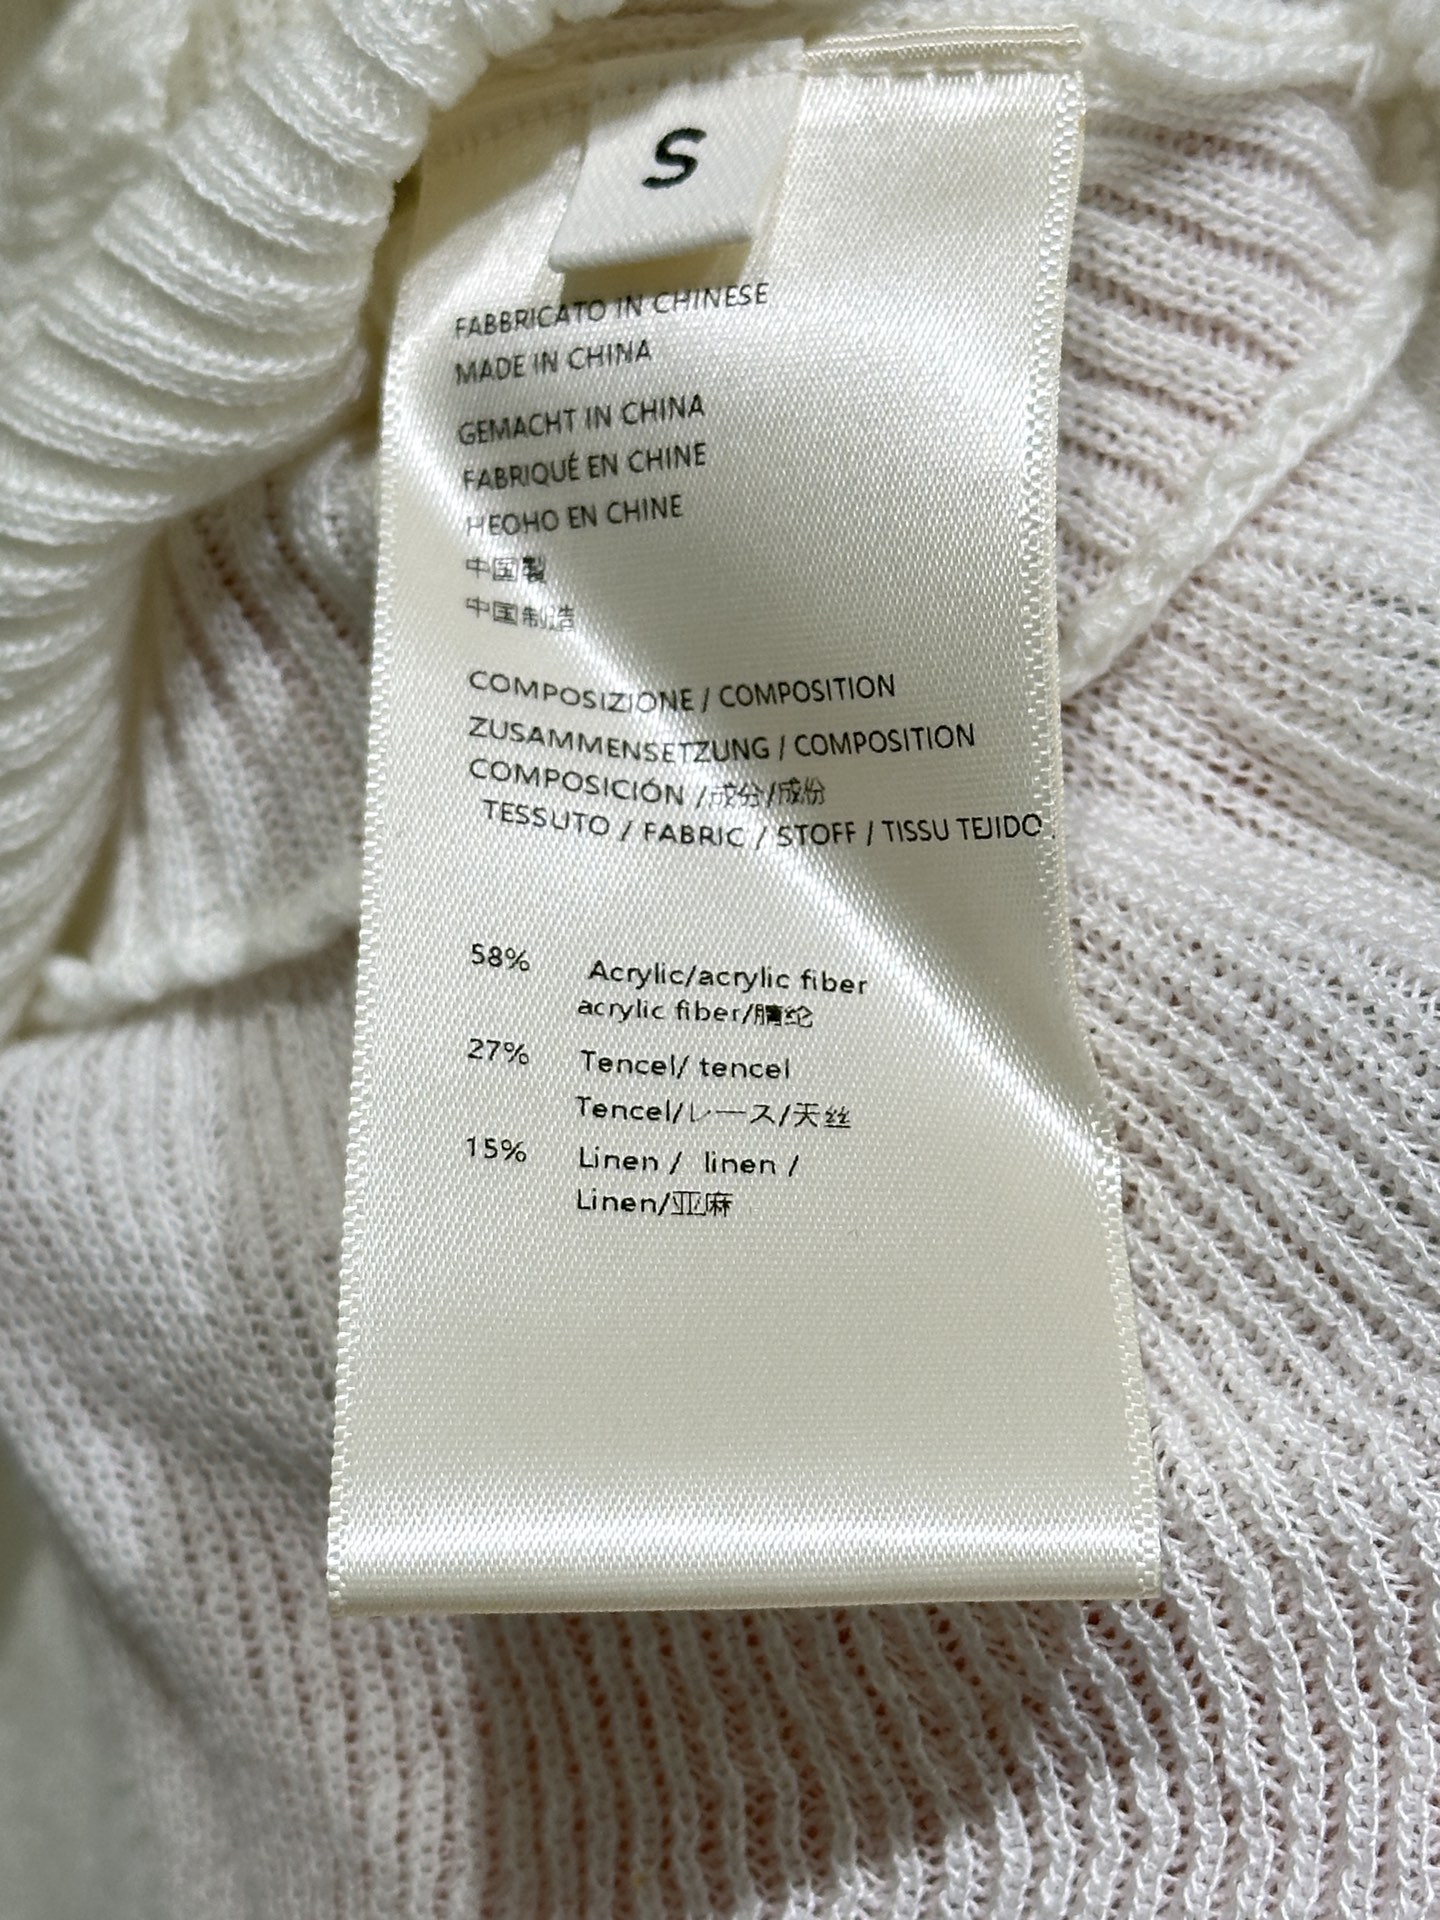 S
FABBRICATO IN CHINESE
MADE IN CHINA
GEMACHT IN CHINA
FABRIQUÉ EN CHINE
HEOHO EN CHINE
中国製
中国制造
COMPOSIZIONE / COMPOSITION
ZUSAMMENSETZUNG / COMPOSITION
COMPOSICIÓN /成分/成份
TESSUTO / FABRIC / STOFF / TISSU TEJIDO
58% Acrylic/acrylic fiber
acrylic fiber/腈纶
27% Tencel/ tencel
Tencel/レース/天丝
15% Linen / linen /
Linen/亚麻